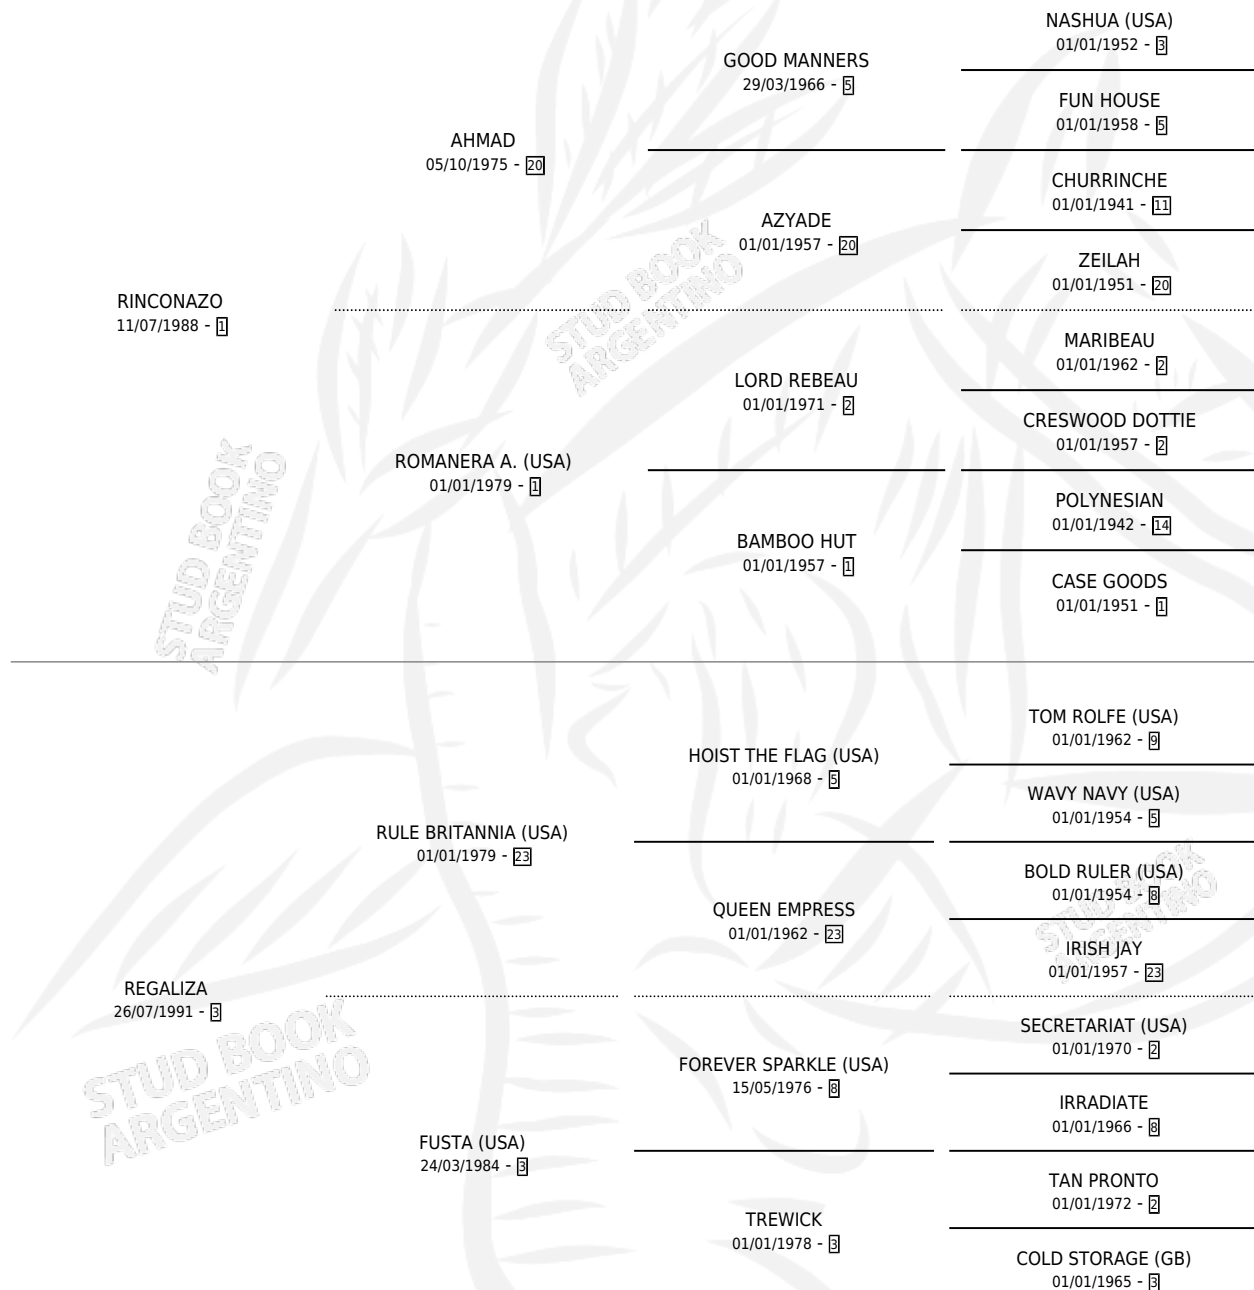 NASHUA (USA)
01/01/1952 - 3
GOOD MANNERS
29/03/1966 - 5
FUN HOUSE
01/01/1958 - 5
AHMAD
05/10/1975 - 20
CHURRINCHE
01/01/1941 - 11
AZYADE
01/01/1957 - 20
ZEILAH
01/01/1951 - 20
RINCONAZO
11/07/1988 - 1
STUD BOOK
ARGENTINO
MARIBEAU
01/01/1962 - 2
LORD REBEAU
01/01/1971 - 2
CRESWOOD DOTTIE
01/01/1957 - 2
ROMANERA A. (USA)
01/01/1979 - 1
POLYNESIAN
01/01/1942 - 14
BAMBOO HUT
01/01/1957 - 1
CASE GOODS
01/01/1951 - 1
STUD BOOK
ARGENTINO
TOM ROLFE (USA)
01/01/1962 - 9
HOIST THE FLAG (USA)
01/01/1968 - 5
WAVY NAVY (USA)
01/01/1954 - 5
RULE BRITANNIA (USA)
01/01/1979 - 23
BOLD RULER (USA)
01/01/1954 - 8
QUEEN EMPRESS
01/01/1962 - 23
IRISH JAY
01/01/1957 - 23
STUD BOOK
ARGENTINO
REGALIZA
26/07/1991 - 3
SECRETARIAT (USA)
01/01/1970 - 2
FOREVER SPARKLE (USA)
15/05/1976 - 8
IRRADIATE
01/01/1966 - 8
STUD BOOK
ARGENTINO
FUSTA (USA)
24/03/1984 - 3
TAN PRONTO
01/01/1972 - 2
TREWICK
01/01/1978 - 3
COLD STORAGE (GB)
01/01/1965 - 3